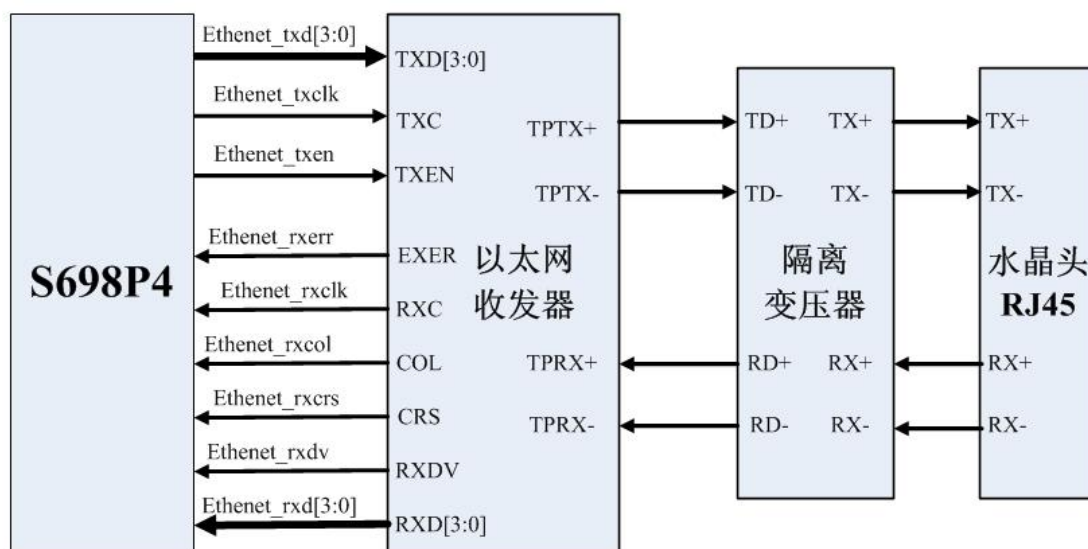 S698P4
Ethenet_txd[3:0]
Ethenet_txclk
Ethenet_txen
Ethenet_rxerr
Ethenet_rxclk
Ethenet_rxcol
Ethenet_rxcrs
Ethenet_rxdv
Ethenet_rxd[3:0]
TXD[3:0]
TXC
TXEN
EXER
RXC
COL
CRS
RXDV
RXD[3:0]
以太网
收发器
TPTX+
TPTX-
TPRX+
TPRX-
TD+
TD-
RD+
RD-
隔离
变压器
TX+
TX-
RX+
RX-
TX+
TX-
水晶头
RJ45
RX+
RX-